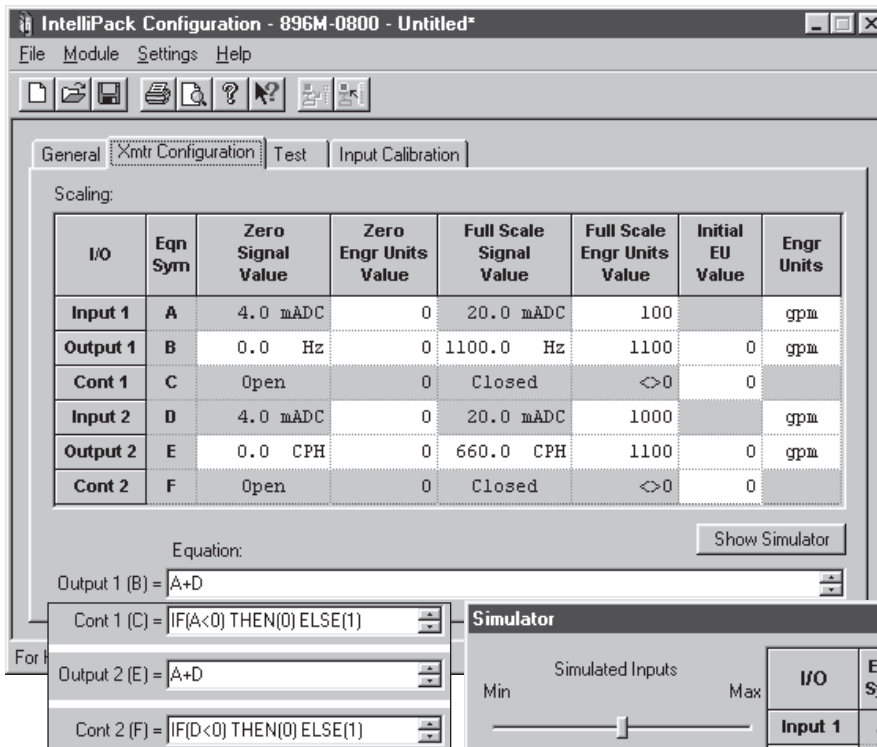 IntelliPack Configuration - 896M-0800 - Untitled*
File Module Settings Help
General Xmtr Configuration Test Input Calibration
Scaling:
I/O Eqn Sym Zero Signal Value Zero Engr Units Value Full Scale Signal Value Full Scale Engr Units Value Initial EU Value Engr Units
Input 1 A 4.0 mADC 0 20.0 mADC 100 gpm
Output 1 B 0.0 Hz 0 1100.0 Hz 1100 0 gpm
Cont 1 C Open 0 Closed <>0 0
Input 2 D 4.0 mADC 0 20.0 mADC 1000 gpm
Output 2 E 0.0 CPH 0 660.0 CPH 1100 0 gpm
Cont 2 F Open 0 Closed <>0 0
Show Simulator
Equation:
Output 1 (B) = A+D
Cont 1 (C) = IF(A<0) THEN(0) ELSE(1)
Output 2 (E) = A+D
Cont 2 (F) = IF(D<0) THEN(0) ELSE(1)
For
Simulator
Simulated Inputs
Min Max
I/O
Input 1